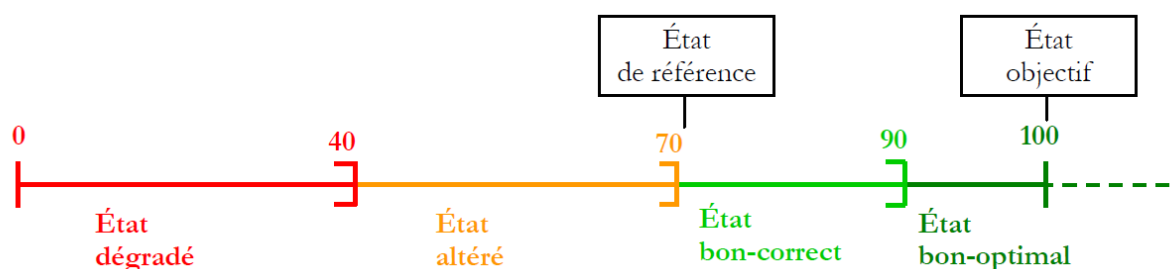 État
de référence
État
objectif
0
40
70
90
100
État
dégradé
État
altéré
État
bon-correct
État
bon-optimal